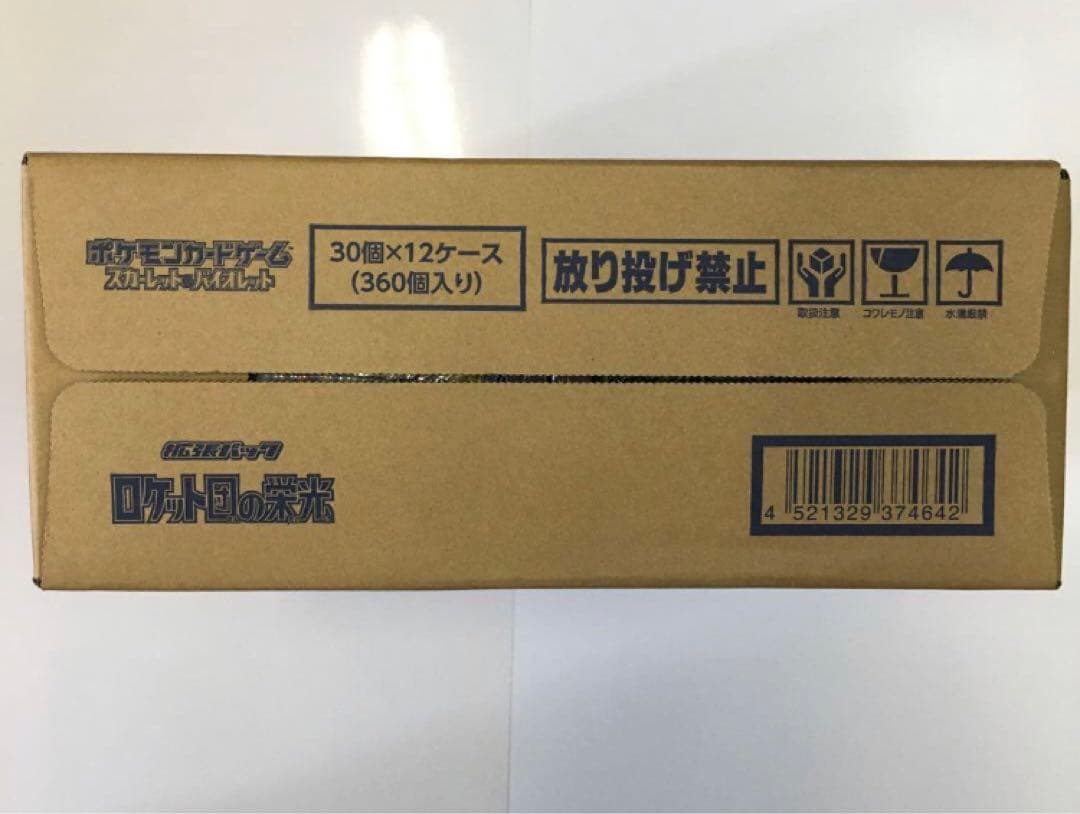 ポケモンカードゲーム
スカーレット&バイオレット
30個×12ケース
(360個入り)
放り投げ禁止
取扱注意
コワレモノ注意
水濡厳禁
拡張パック
ロケット団の栄光
4 521329 374642